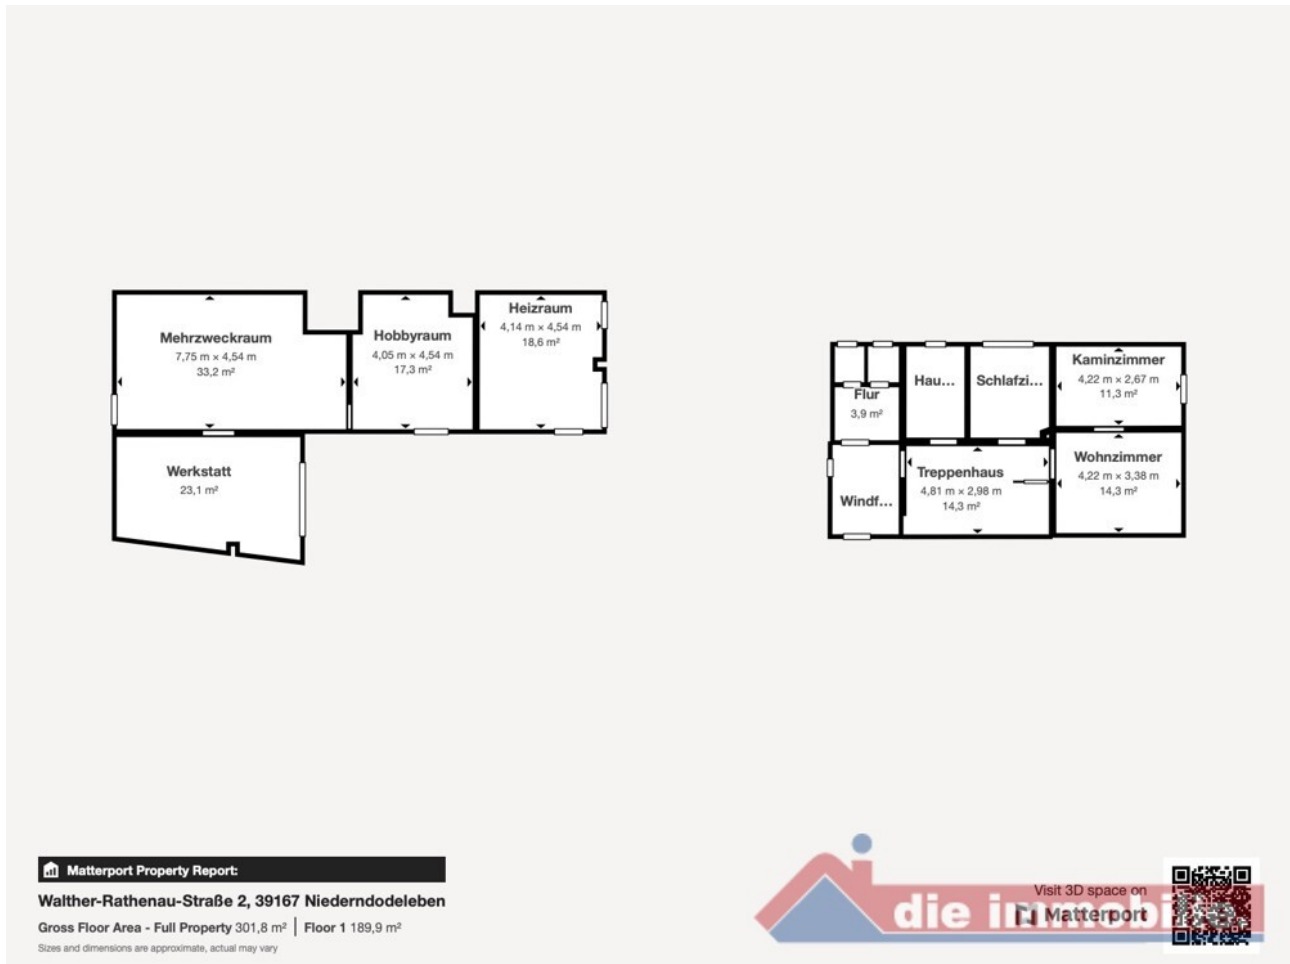 Heizraum
4,14 m × 4,54 m
18,6 m²
Mehrzweckraum
7,75 m × 4,54 m
33,2 m²
Hobbyraum
4,05 m × 4,54 m
17,3 m²
Werkstatt
23,1 m²
Flur
3,9 m²
Hau...
Schlafzi...
Kaminzimmer
4,22 m × 2,67 m
11,3 m²
Windf...
Treppenhaus
4,81 m × 2,98 m
14,3 m²
Wohnzimmer
4,22 m × 3,38 m
14,3 m²
Matterport Property Report:
Walther-Rathenau-Straße 2, 39167 Niederndodeleben
Gross Floor Area - Full Property 301,8 m² | Floor 1 189,9 m²
Sizes and dimensions are approximate, actual may vary
Visit 3D space on
Matterport
die